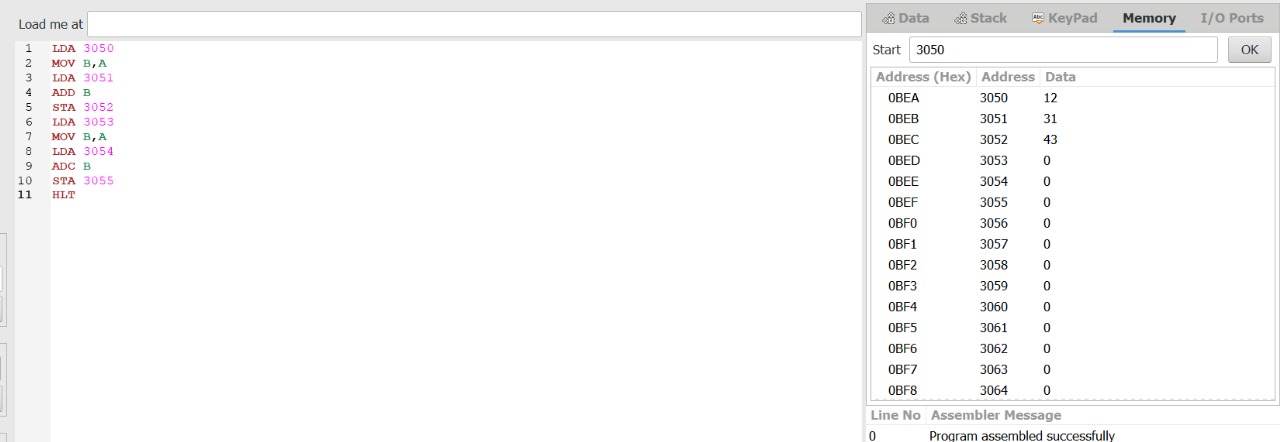 Load me at
1 LDA 3050
2 MOV B,A
3 LDA 3051
4 ADD B
5 STA 3052
6 LDA 3053
7 MOV B,A
8 LDA 3054
9 ADC B
10 STA 3055
11 HLT
Data Stack KeyPad Memory I/O Ports
Start 3050 OK
Address (Hex) Address Data
0BEA 3050 12
0BEB 3051 31
0BEC 3052 43
0BED 3053 0
0BEE 3054 0
0BEF 3055 0
0BF0 3056 0
0BF1 3057 0
0BF2 3058 0
0BF3 3059 0
0BF4 3060 0
0BF5 3061 0
0BF6 3062 0
0BF7 3063 0
0BF8 3064 0
Line No Assembler Message
0 Program assembled successfully